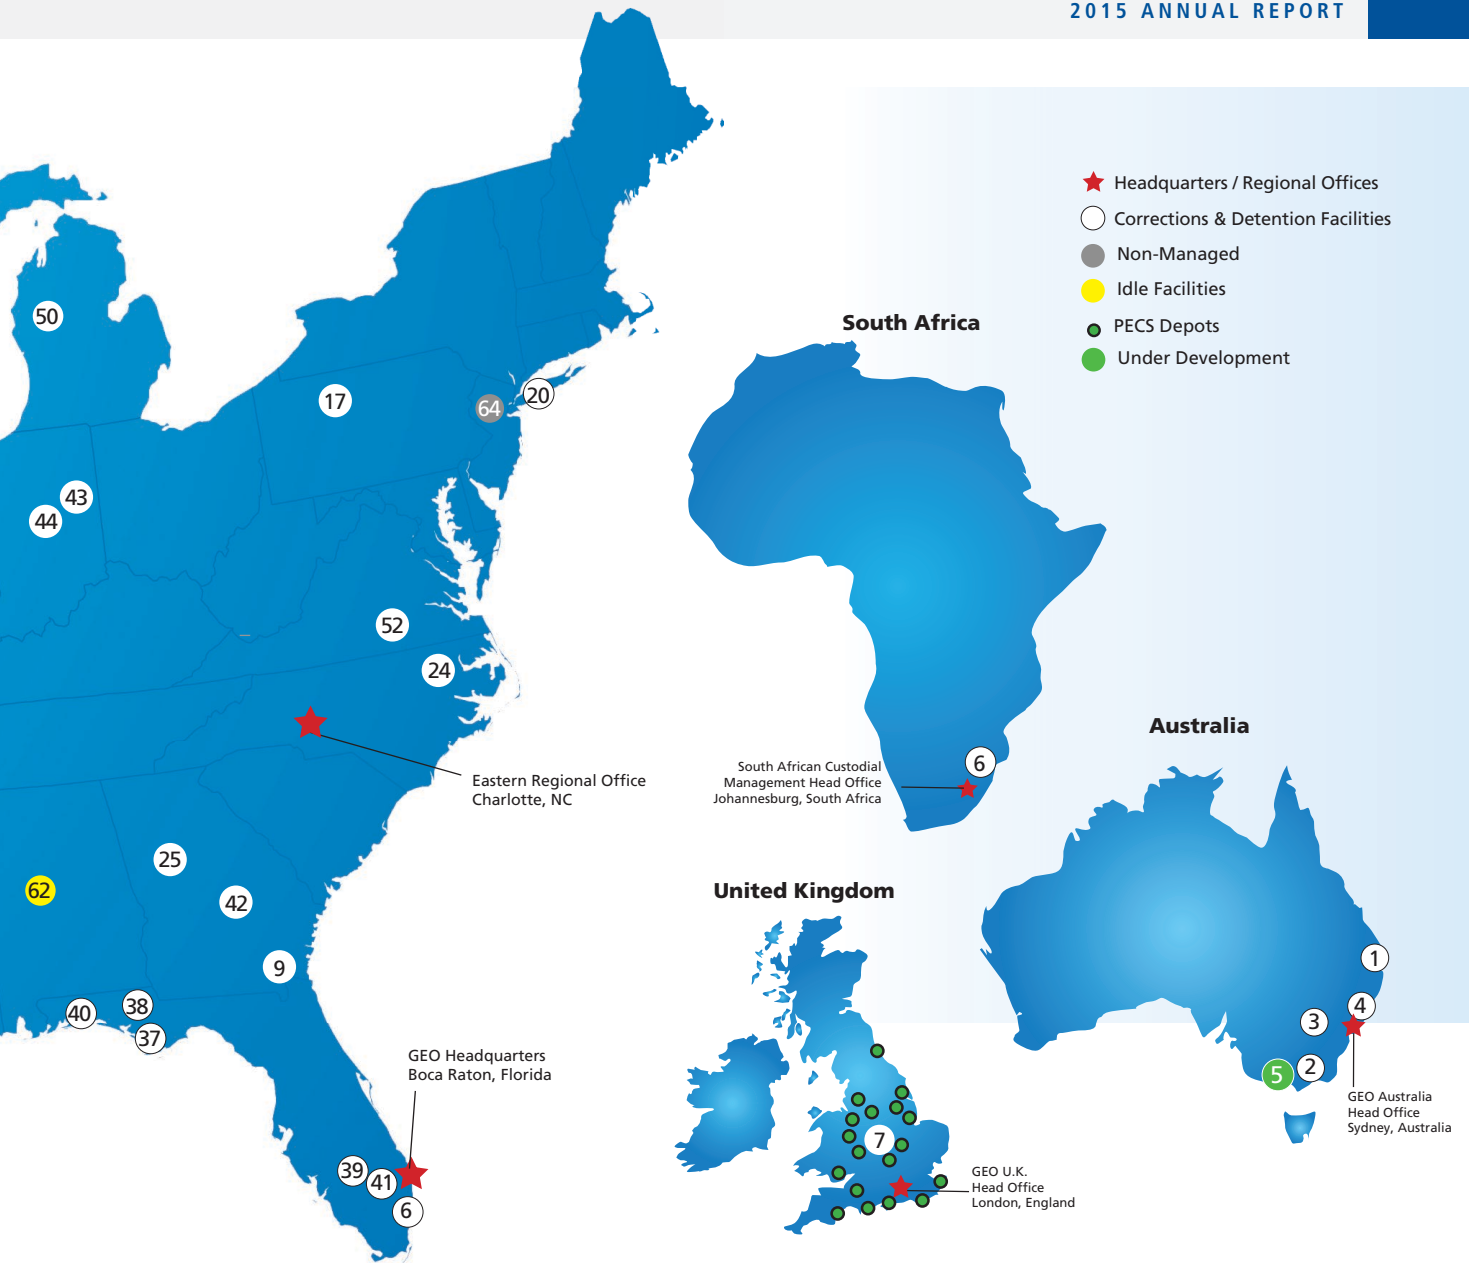 2015 ANNUAL REPORT
Headquarters / Regional Offices
Corrections & Detention Facilities
Non-Managed
Idle Facilities
PECS Depots
Under Development
50
17
64
20
43
44
52
24
Eastern Regional Office
Charlotte, NC
25
62
42
9
40
38
37
GEO Headquarters
Boca Raton, Florida
39
41
6
South Africa
6
South African Custodial
Management Head Office
Johannesburg, South Africa
United Kingdom
7
GEO U.K.
Head Office
London, England
Australia
1
4
3
2
5
GEO Australia
Head Office
Sydney, Australia